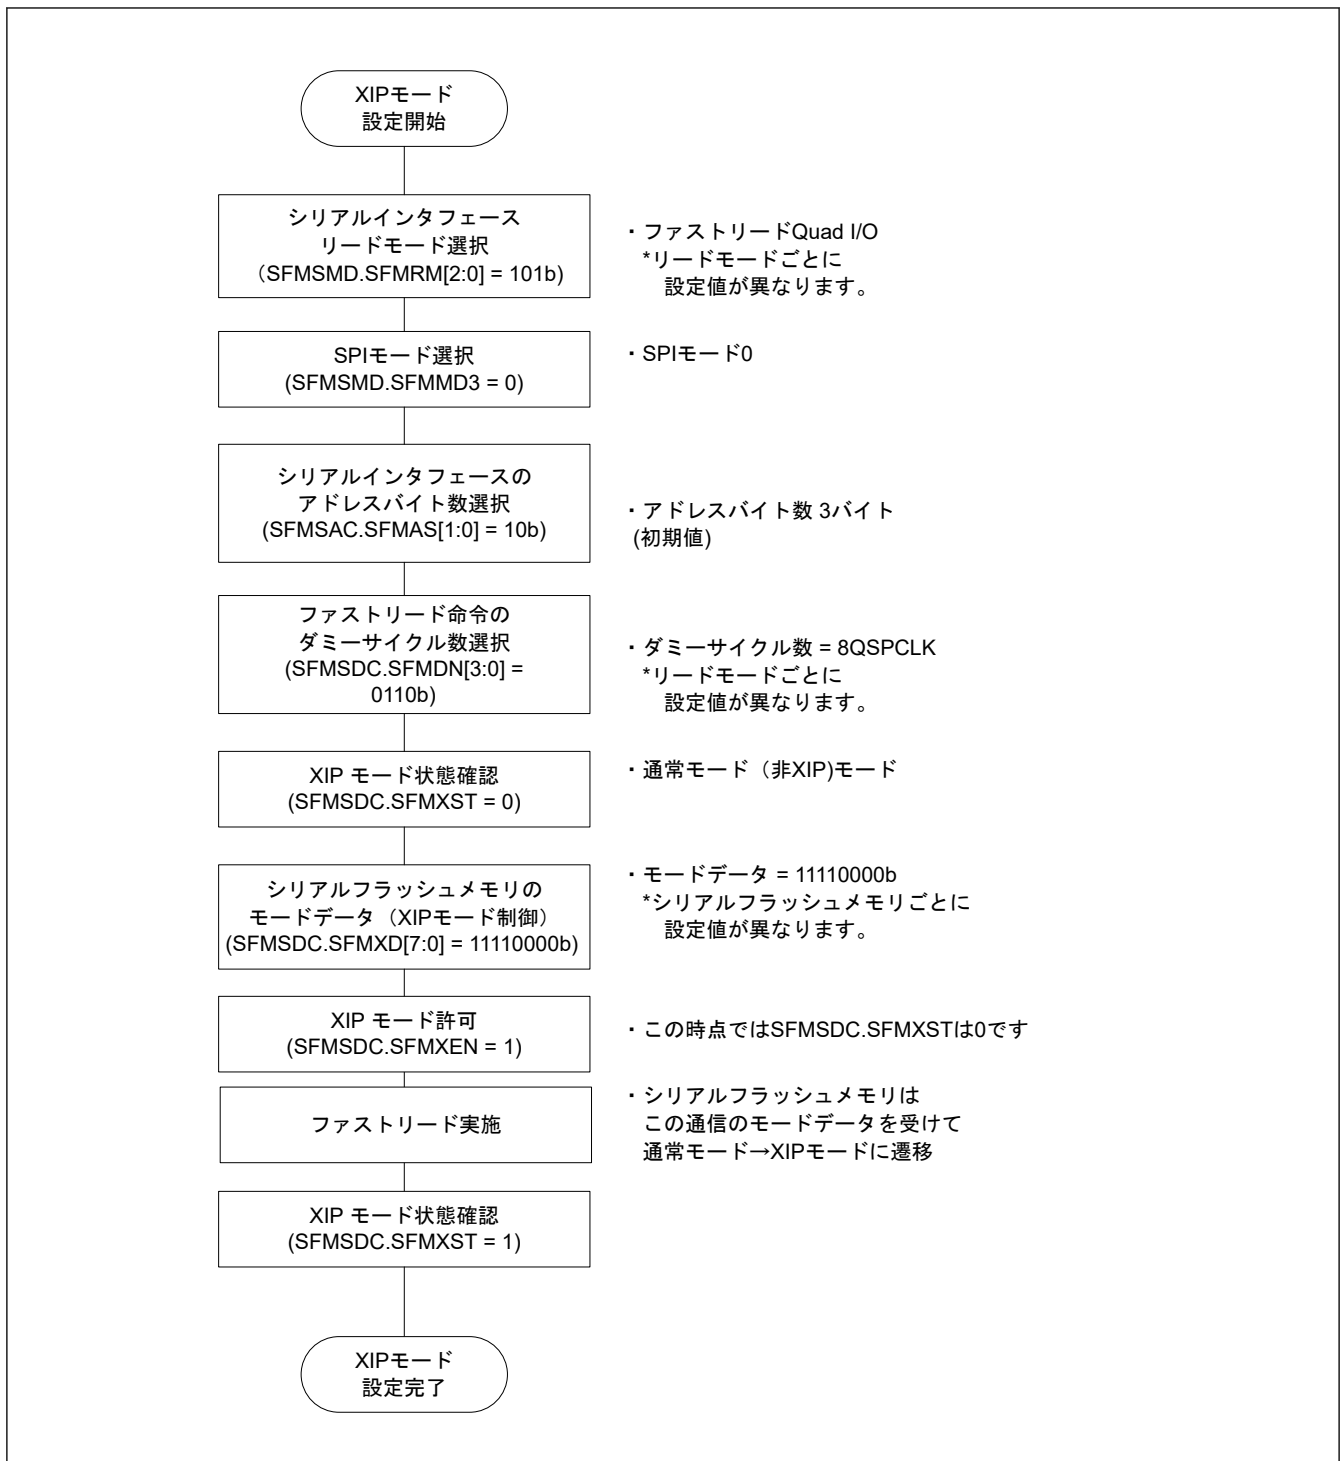 XIPモード
設定開始
シリアルインタフェース
リードモード選択
（SFMSMD.SFMRM[2:0] = 101b)
・ファストリードQuad I/O
*リードモードごとに
設定値が異なります。
SPIモード選択
(SFMSMD.SFMMD3 = 0)
・SPIモード0
シリアルインタフェースの
アドレスバイト数選択
(SFMSAC.SFMAS[1:0] = 10b)
・アドレスバイト数 3バイト
(初期値)
ファストリード命令の
ダミーサイクル数選択
(SFMSDC.SFMDN[3:0] =
0110b)
・ダミーサイクル数 = 8QSPCLK
*リードモードごとに
設定値が異なります。
XIP モード状態確認
(SFMSDC.SFMXST = 0)
・通常モード（非XIP)モード
シリアルフラッシュメモリの
モードデータ（XIPモード制御）
(SFMSDC.SFMXD[7:0] = 11110000b)
・モードデータ = 11110000b
*シリアルフラッシュメモリごとに
設定値が異なります。
XIP モード許可
(SFMSDC.SFMXEN = 1)
・この時点ではSFMSDC.SFMXSTは0です
ファストリード実施
・シリアルフラッシュメモリは
この通信のモードデータを受けて
通常モード→XIPモードに遷移
XIP モード状態確認
(SFMSDC.SFMXST = 1)
XIPモード
設定完了